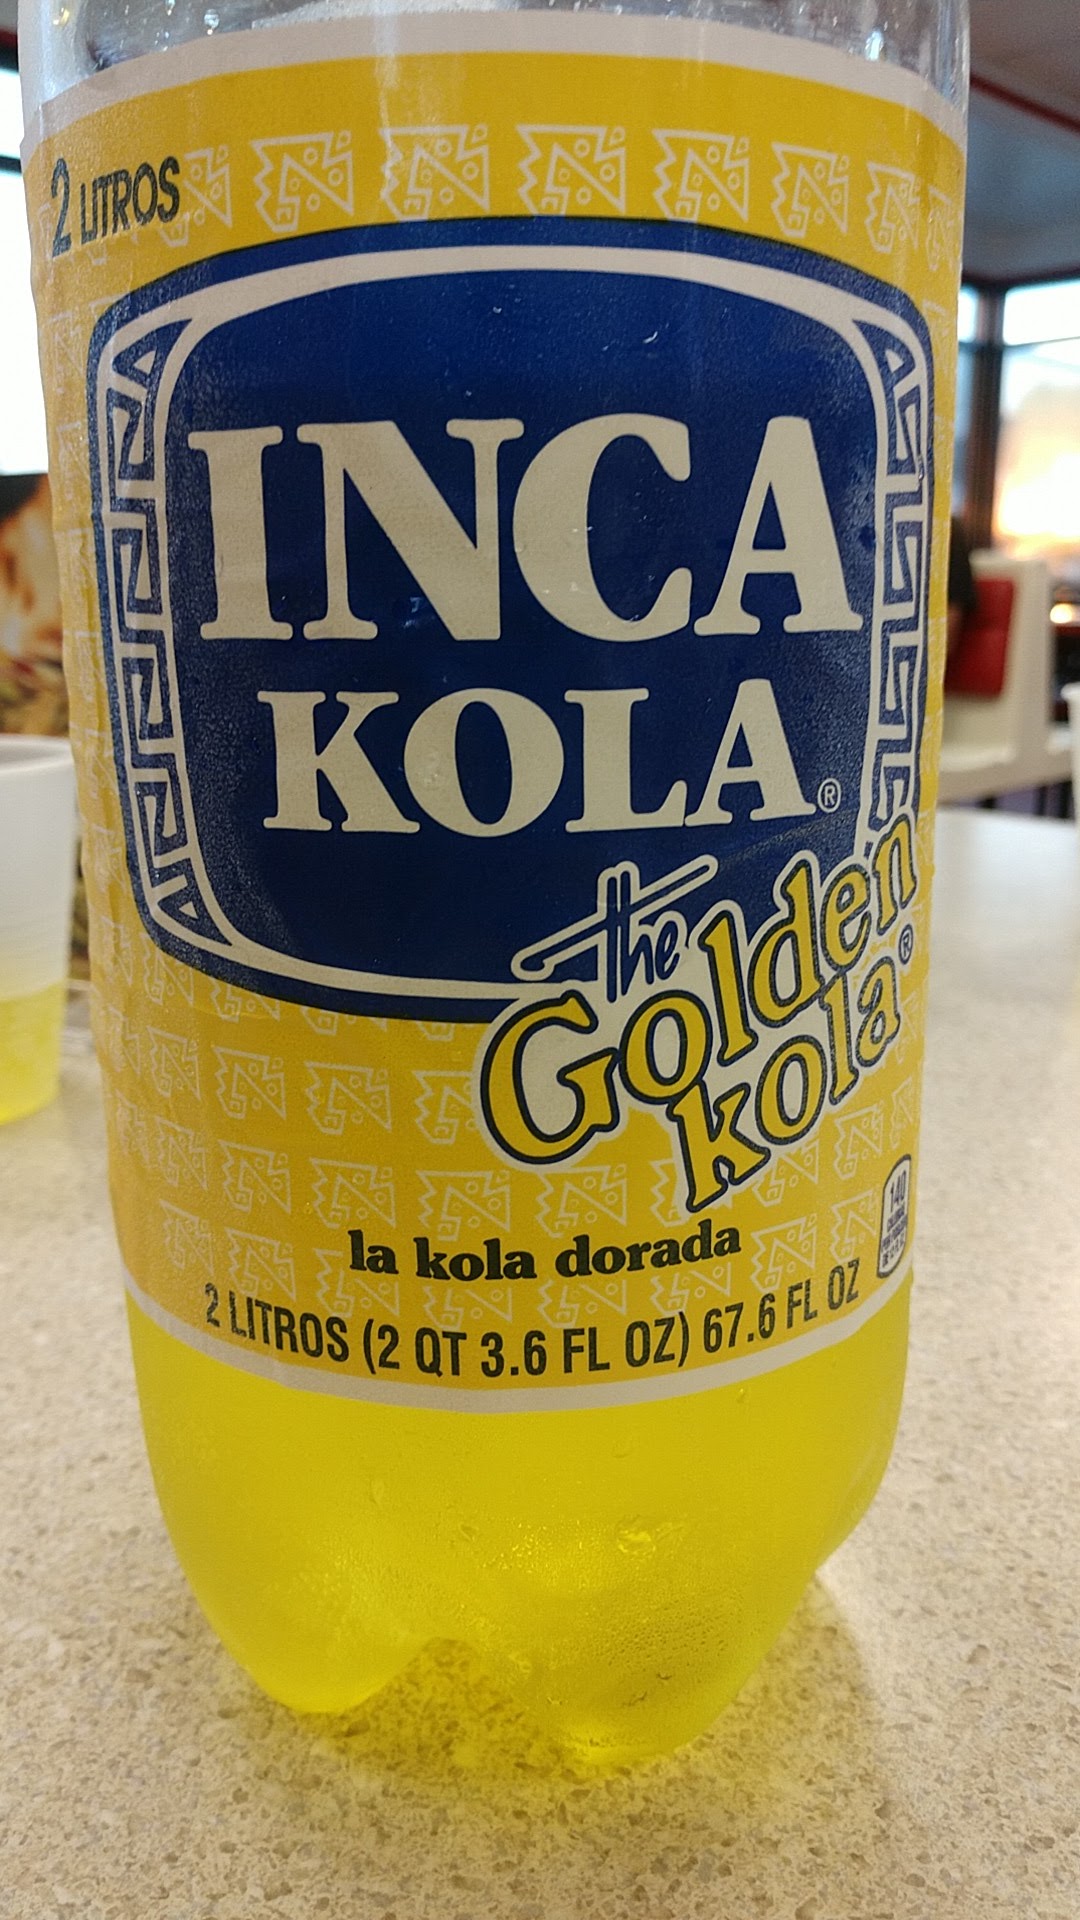 2 LITROS
INCA
KOLA®
the
Golden
kola®
140
la kola dorada
2 LITROS (2 QT 3.6 FL OZ) 67.6 FL OZ